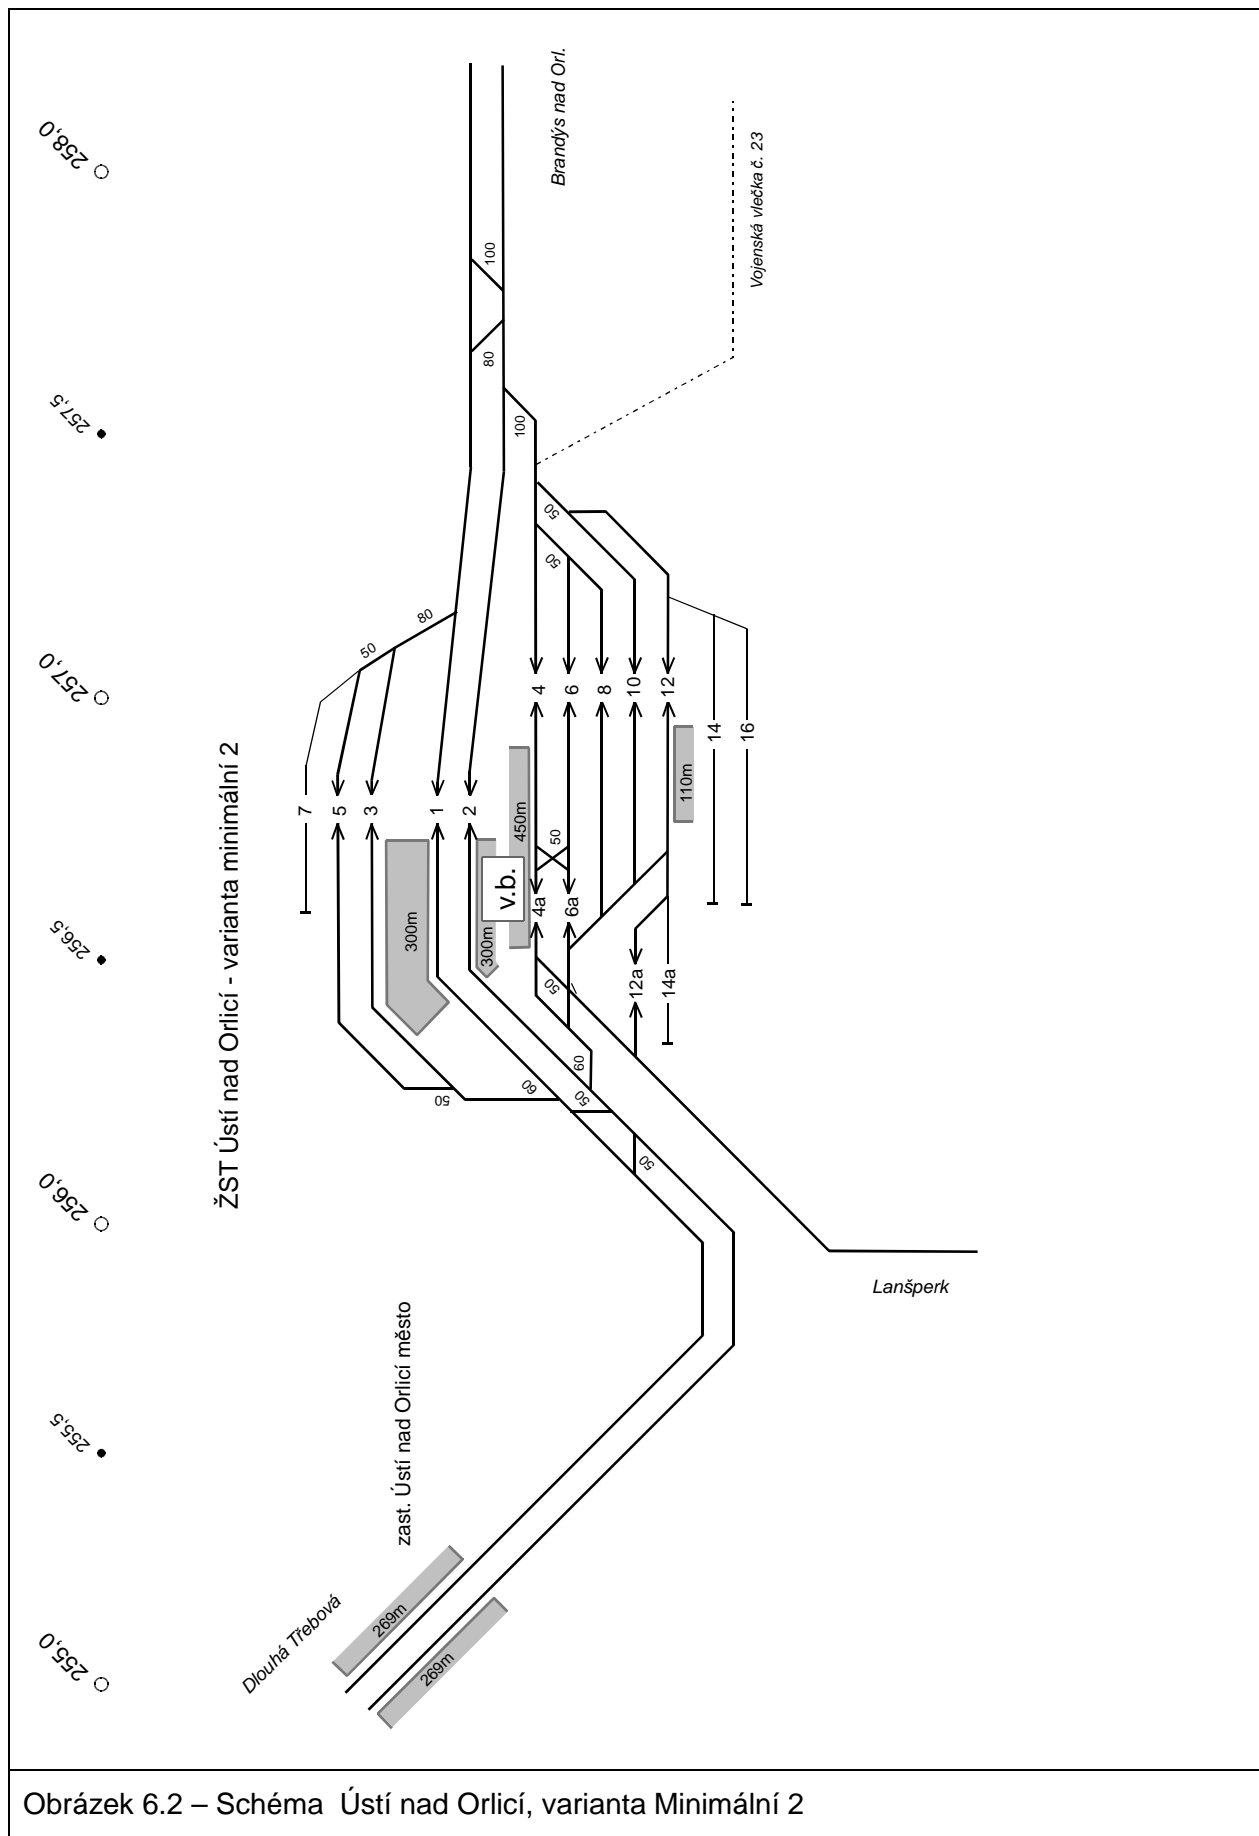 258,0
257,5
257,0
256,5
256,0
255,5
255,0
ŽST Ústí nad Orlicí - varianta minimální 2
Brandýs nad Orl.
Vojenská vlečka č. 23
100
80
100
50
50
80
50
7
5
3
1
2
4
6
8
10
12
14
16
300m
300m
450m
110m
v.b.
50
4a
6a
12a
14a
50
60
50
60
50
50
Lanšperk
zast. Ústí nad Orlicí město
Dlouhá Třebová
269m
269m
Obrázek 6.2 – Schéma Ústí nad Orlicí, varianta Minimální 2